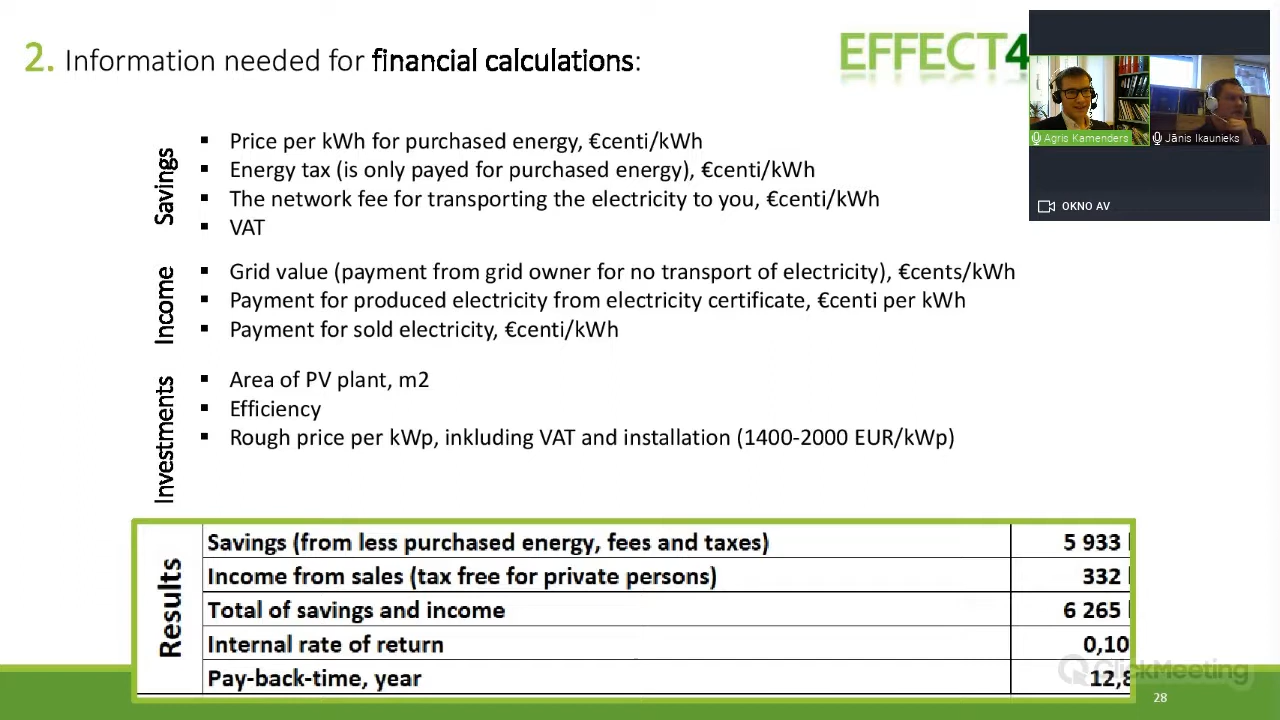 2. Information needed for financial calculations:
EFFECT4
Agris Kamenders
Jānis Ikaunieks
OKNO AV
Savings
▪ Price per kWh for purchased energy, €centi/kWh
▪ Energy tax (is only payed for purchased energy), €centi/kWh
▪ The network fee for transporting the electricity to you, €centi/kWh
▪ VAT
Income
▪ Grid value (payment from grid owner for no transport of electricity), €cents/kWh
▪ Payment for produced electricity from electricity certificate, €centi per kWh
▪ Payment for sold electricity, €centi/kWh
Investments
▪ Area of PV plant, m2
▪ Efficiency
▪ Rough price per kWp, inkluding VAT and installation (1400-2000 EUR/kWp)
Results
Savings (from less purchased energy, fees and taxes) 5 933
Income from sales (tax free for private persons) 332
Total of savings and income 6 265
Internal rate of return 0,10
Pay-back-time, year 12,8
ClickMeeting
28